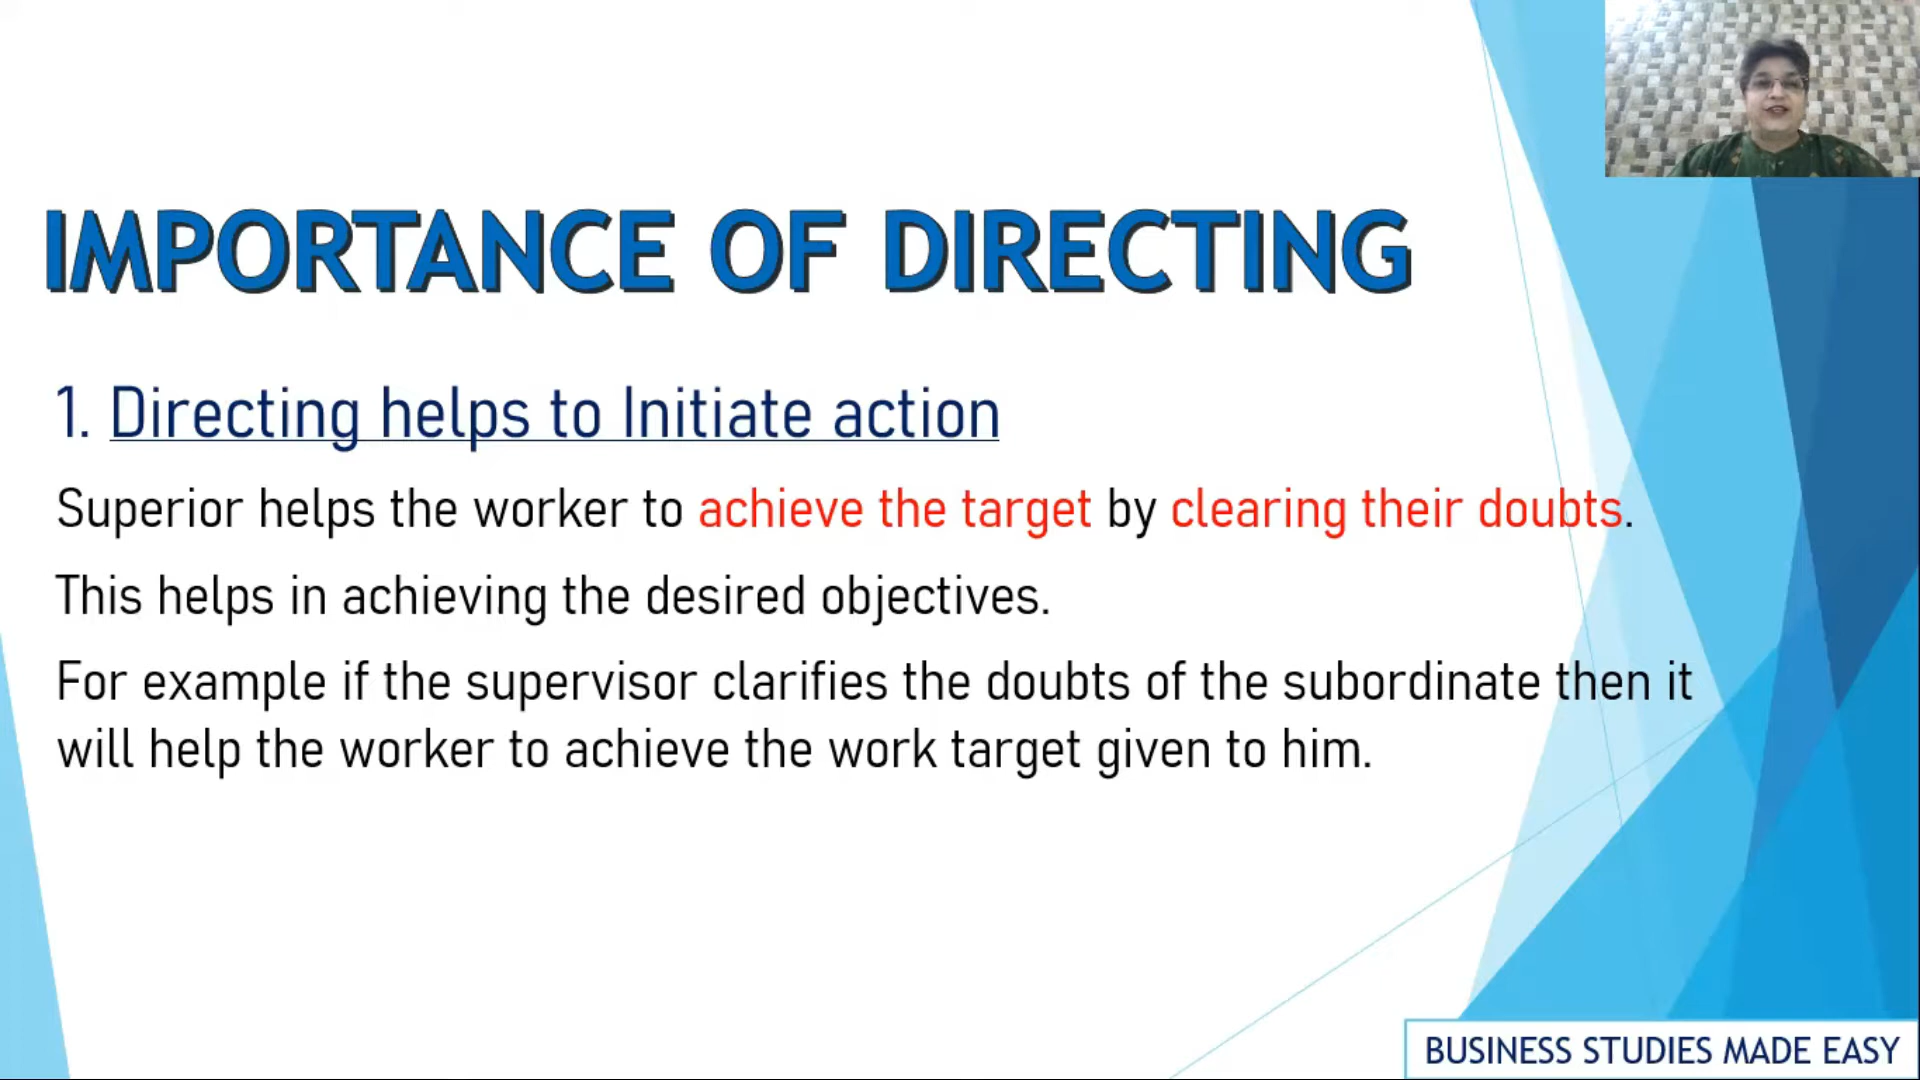 IMPORTANCE OF DIRECTING
1. Directing helps to Initiate action
Superior helps the worker to achieve the target by clearing their doubts.
This helps in achieving the desired objectives.
For example if the supervisor clarifies the doubts of the subordinate then it
will help the worker to achieve the work target given to him.
BUSINESS STUDIES MADE EASY